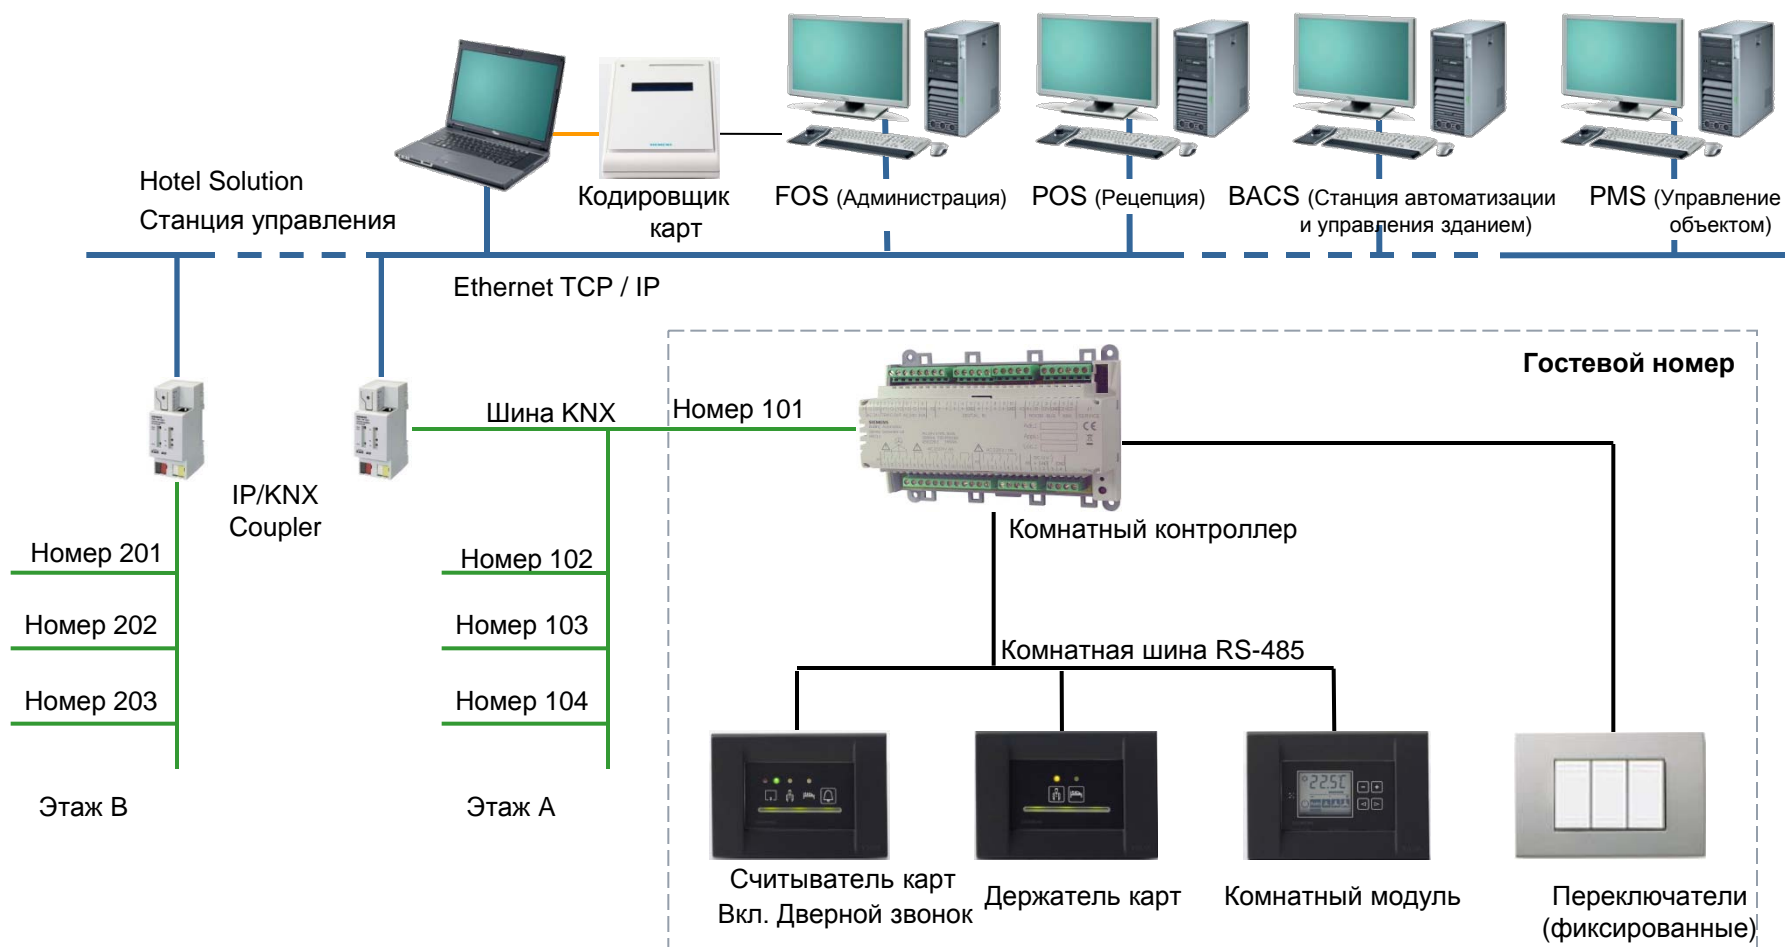 Hotel Solution
Станция управления
Кодировщик
карт
FOS (Администрация)
POS (Рецепция)
BACS (Станция автоматизации
и управления зданием)
PMS (Управление
объектом)
Ethernet TCP / IP
Гостевой номер
Шина KNX
Номер 101
IP/KNX
Coupler
Комнатный контроллер
Номер 201
Номер 202
Номер 203
Этаж B
Номер 102
Номер 103
Номер 104
Этаж A
Комнатная шина RS-485
22.5C
Считыватель карт
Вкл. Дверной звонок
Держатель карт
Комнатный модуль
Переключатели
(фиксированные)